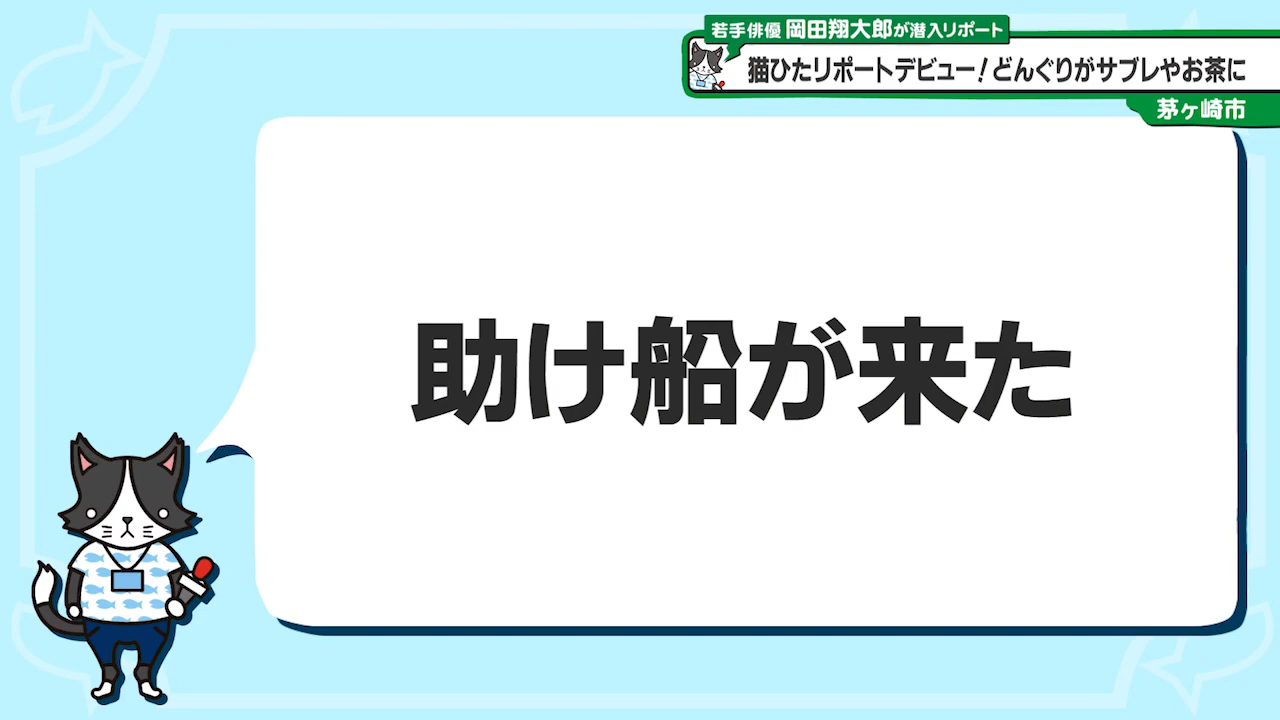 若手俳優 岡田翔大郎が潜入リポート
猫ひたリポートデビュー！どんぐりがサブレやお茶に
茅ヶ崎市
助け船が来た